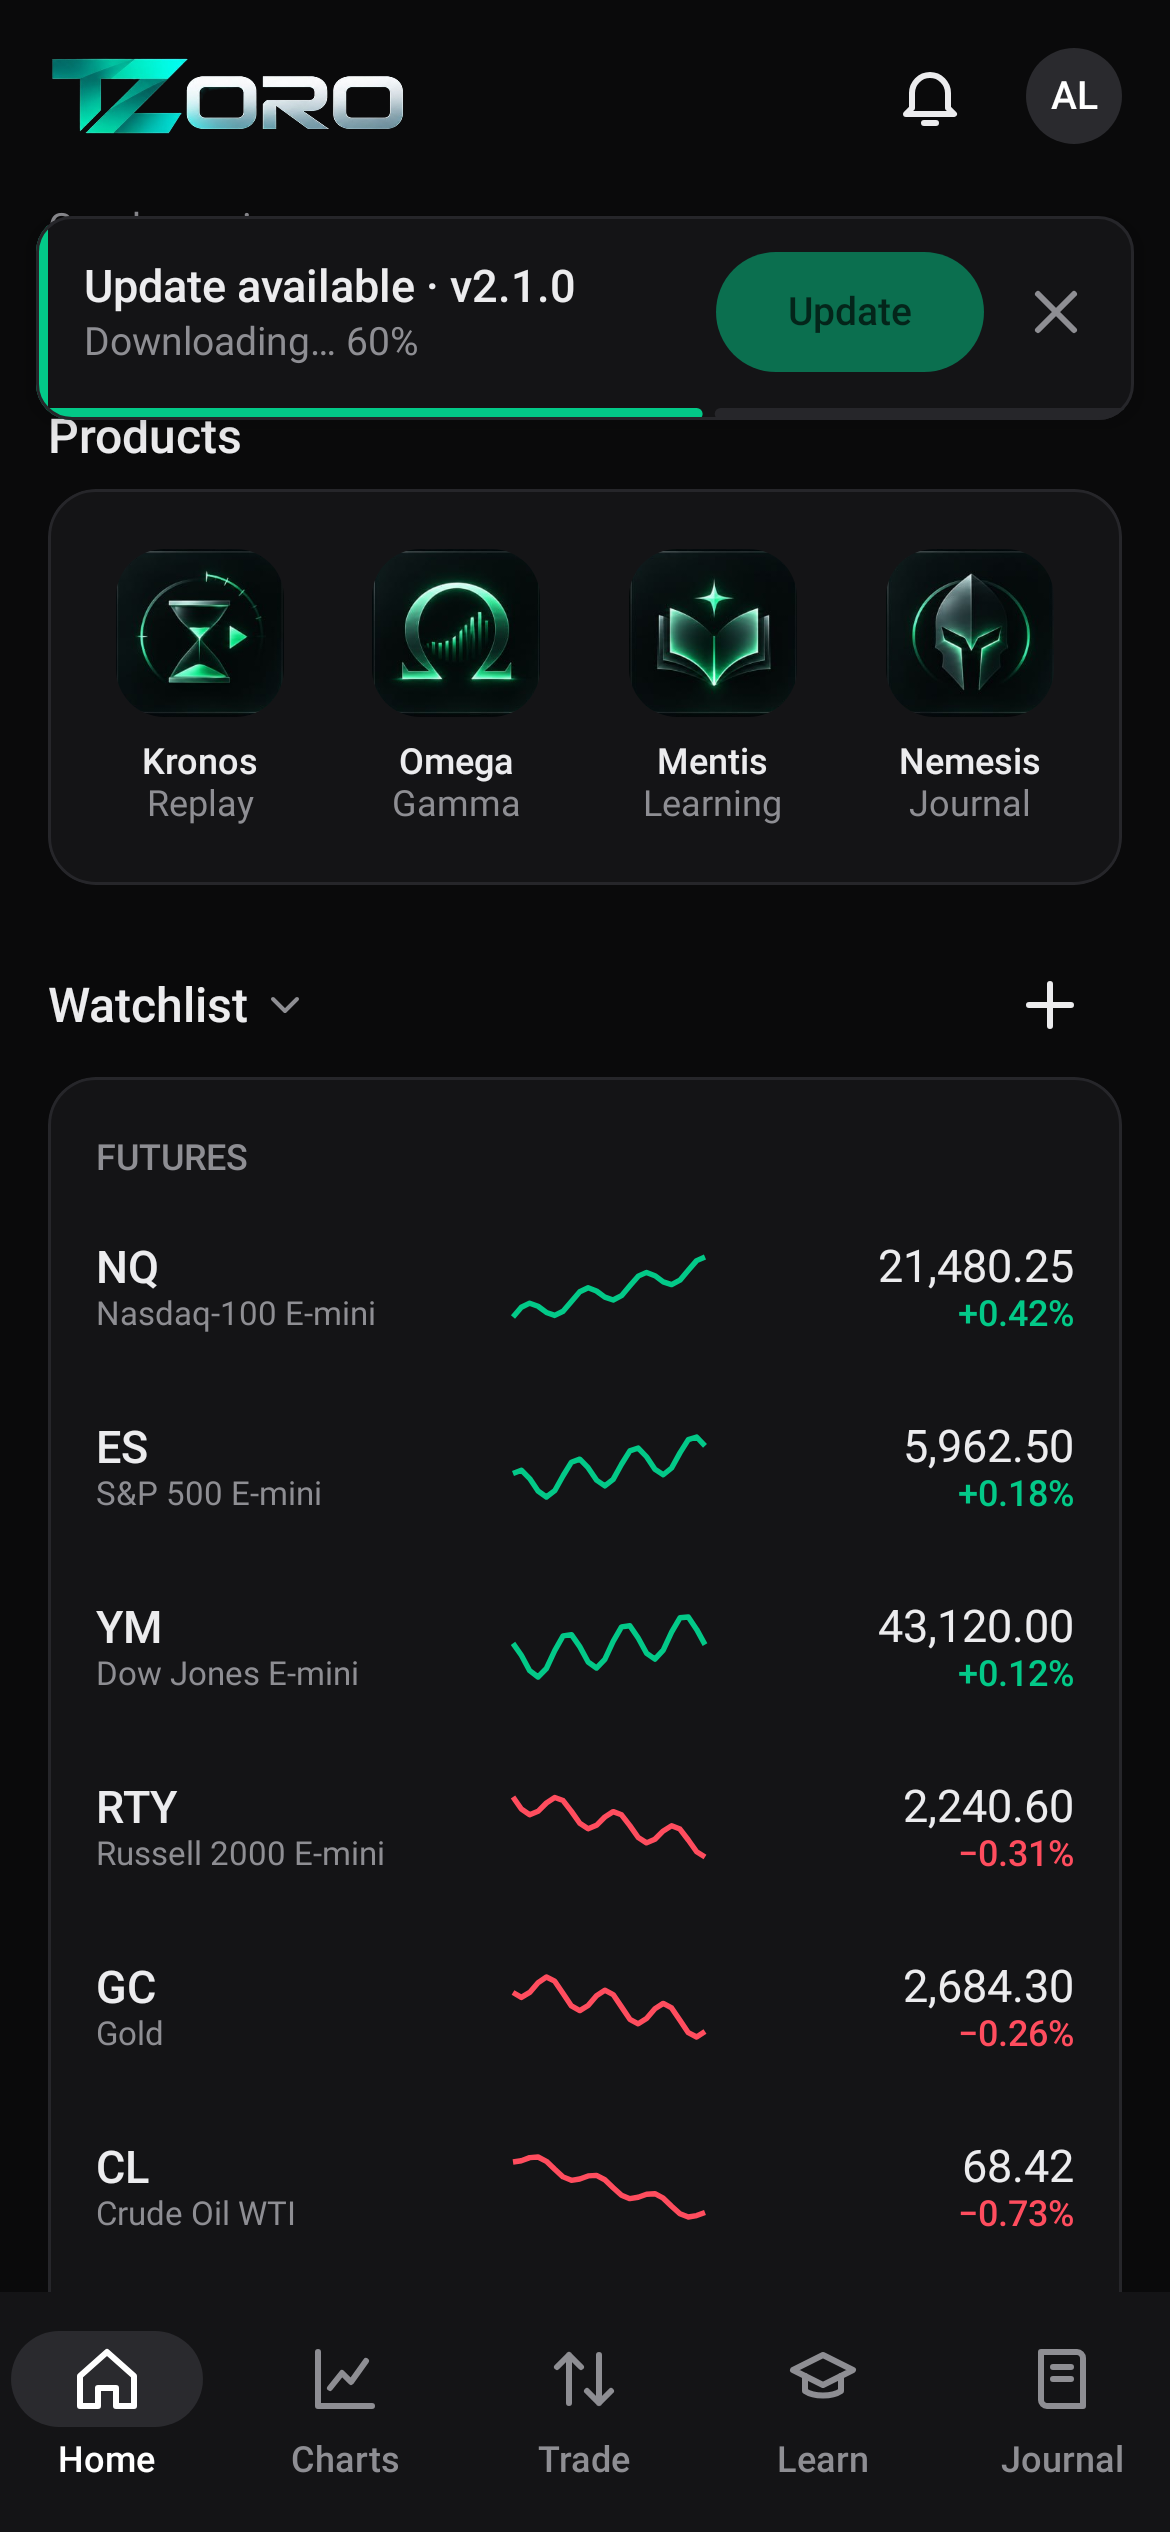 TZORO
AL
Update available · v2.1.0
Downloading... 60%
Update
Products
Kronos
Replay
Omega
Gamma
Mentis
Learning
Nemesis
Journal
Watchlist
FUTURES
NQ
Nasdaq-100 E-mini
21,480.25
+0.42%
ES
S&P 500 E-mini
5,962.50
+0.18%
YM
Dow Jones E-mini
43,120.00
+0.12%
RTY
Russell 2000 E-mini
2,240.60
−0.31%
GC
Gold
2,684.30
−0.26%
CL
Crude Oil WTI
68.42
−0.73%
Home
Charts
Trade
Learn
Journal